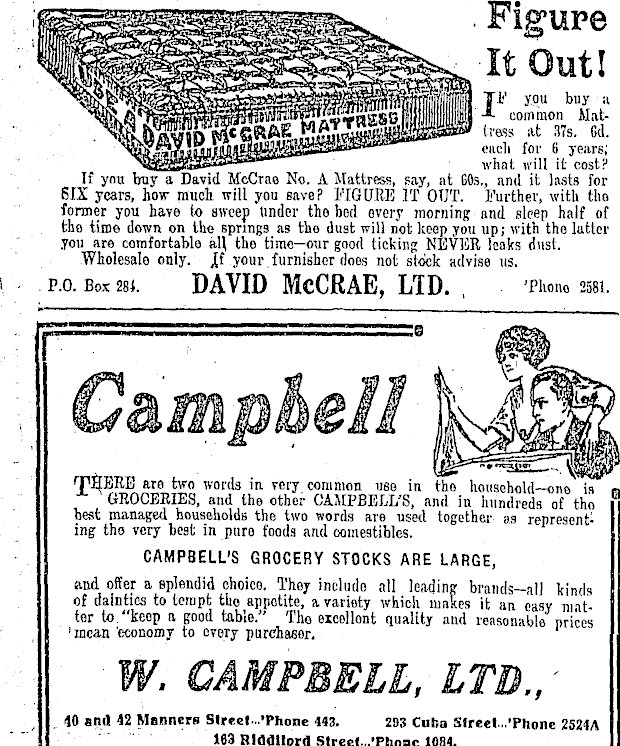 Figure
It Out!
USE A DAVID McCRAE MATTRESS
IF you buy a
common Mat-
tress at 37s. 6d.
each for 6 years,
what will it cost?
If you buy a David McCrae No. A Mattress, say, at 60s., and it lasts for
SIX years, how much will you save? FIGURE IT OUT. Further, with the
former you have to sweep under the bed every morning and sleep half of
the time down on the springs as the dust will not keep you up; with the latter
you are comfortable all the time—our good ticking NEVER leaks dust.
Wholesale only. If your furnisher does not stock advise us.
P.O. Box 284. DAVID McCRAE, LTD. 'Phone 2581.
Campbell
THERE are two words in very common use in the household—one is
GROCERIES, and the other CAMPBELL'S, and in hundreds of the
best managed households the two words are used together as represent-
ing the very best in pure foods and comestibles.
CAMPBELL'S GROCERY STOCKS ARE LARGE,
and offer a splendid choice. They include all leading brands—all kinds
of dainties to tempt the appetite, a variety which makes it an easy mat-
ter to "keep a good table." The excellent quality and reasonable prices
mean economy to every purchaser.
W. CAMPBELL, LTD.,
40 and 42 Manners Street...'Phone 443. 293 Cuba Street...'Phone 2524A
163 Riddiford Street...'Phone 1084.